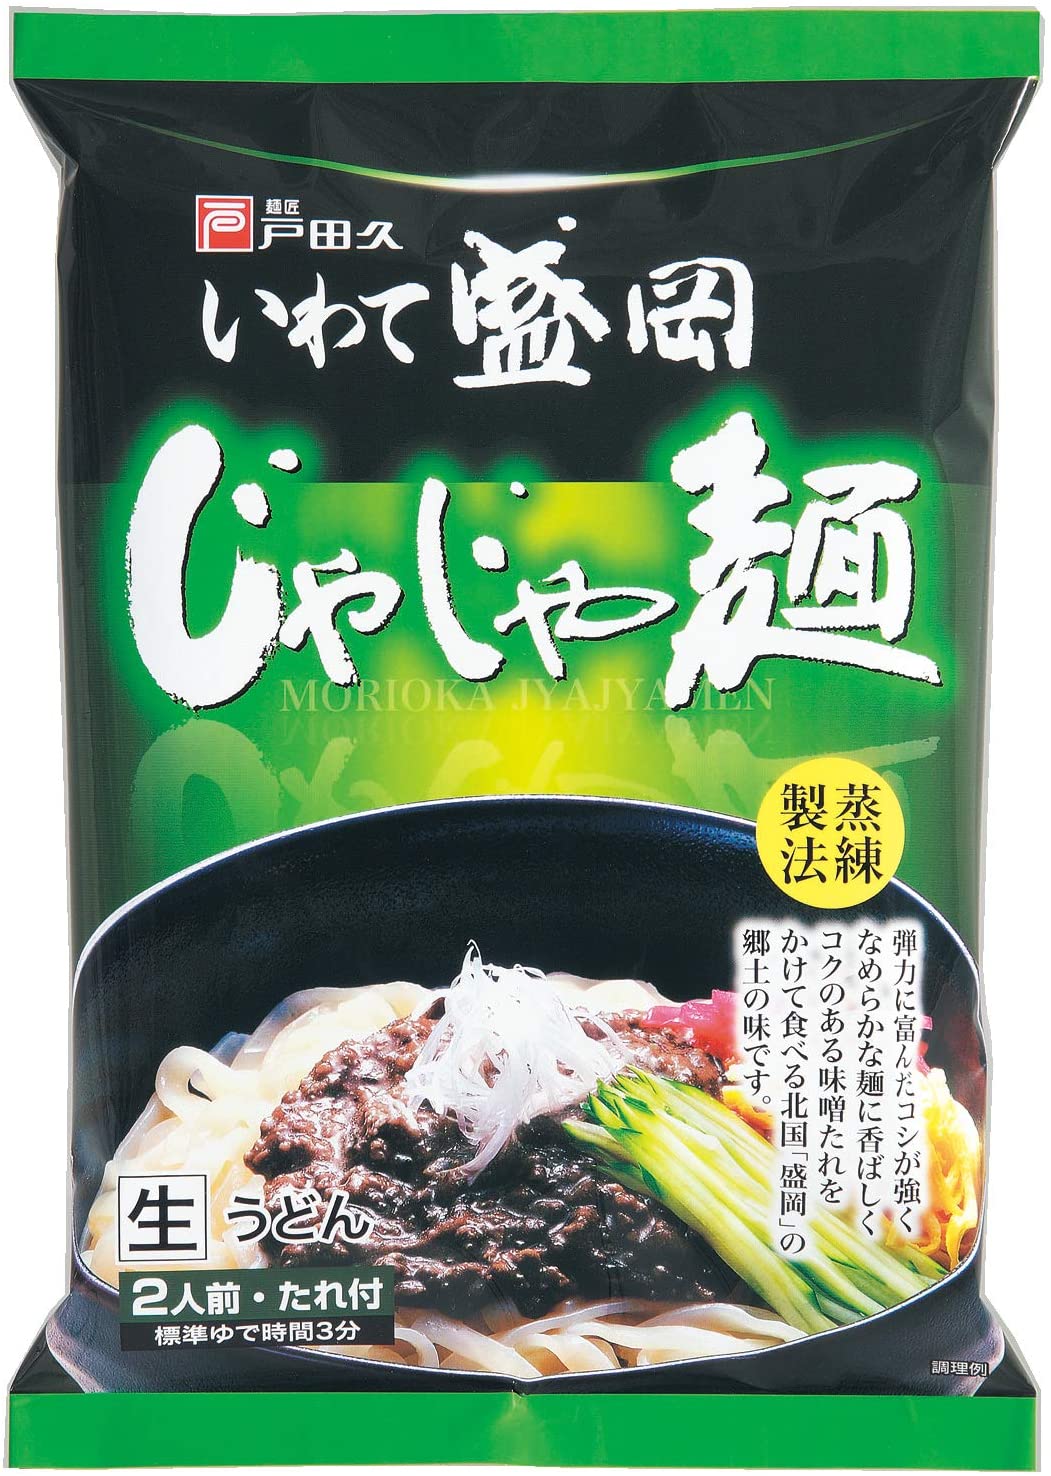 麺匠
戸田久
いわて盛岡
じゃじゃ麺
MORIOKA JYAJYAMEN
蒸練
製法
弾力に富んだコシが強く
なめらかな麺に香ばしく
コクのある味噌たれを
かけて食べる北国「盛岡」の
郷土の味です。
生 うどん
2人前・たれ付
標準ゆで時間3分
調理例